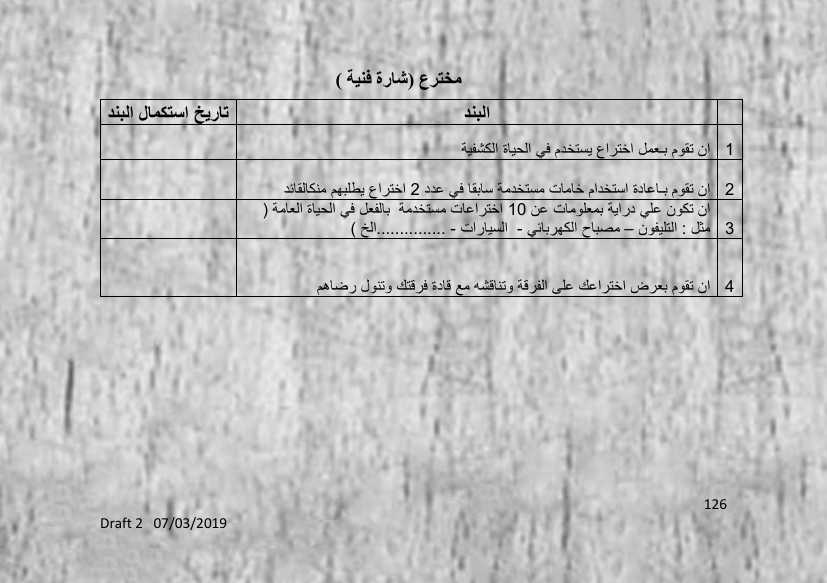 مخترع (شارة فنية )
البند	تاريخ استكمال البند
1	ان تقوم بـعمل اختراع يستخدم في الحياة الكشفية
2	ان تقوم بـاعادة استخدام خامات مستخدمة سابقا في عدد 2 اختراع يطلبهم منكالقائد
ان تكون علي دراية بمعلومات عن 10 اختراعات مستخدمة  بالفعل في الحياة العامة (
3	مثل : التليفون – مصباح الكهربائي -  السيارات - ...............الخ )
4	ان تقوم بعرض اختراعك على الفرقة وتناقشه مع قادة فرقتك وتنول رضاهم
126
Draft 2   07/03/2019